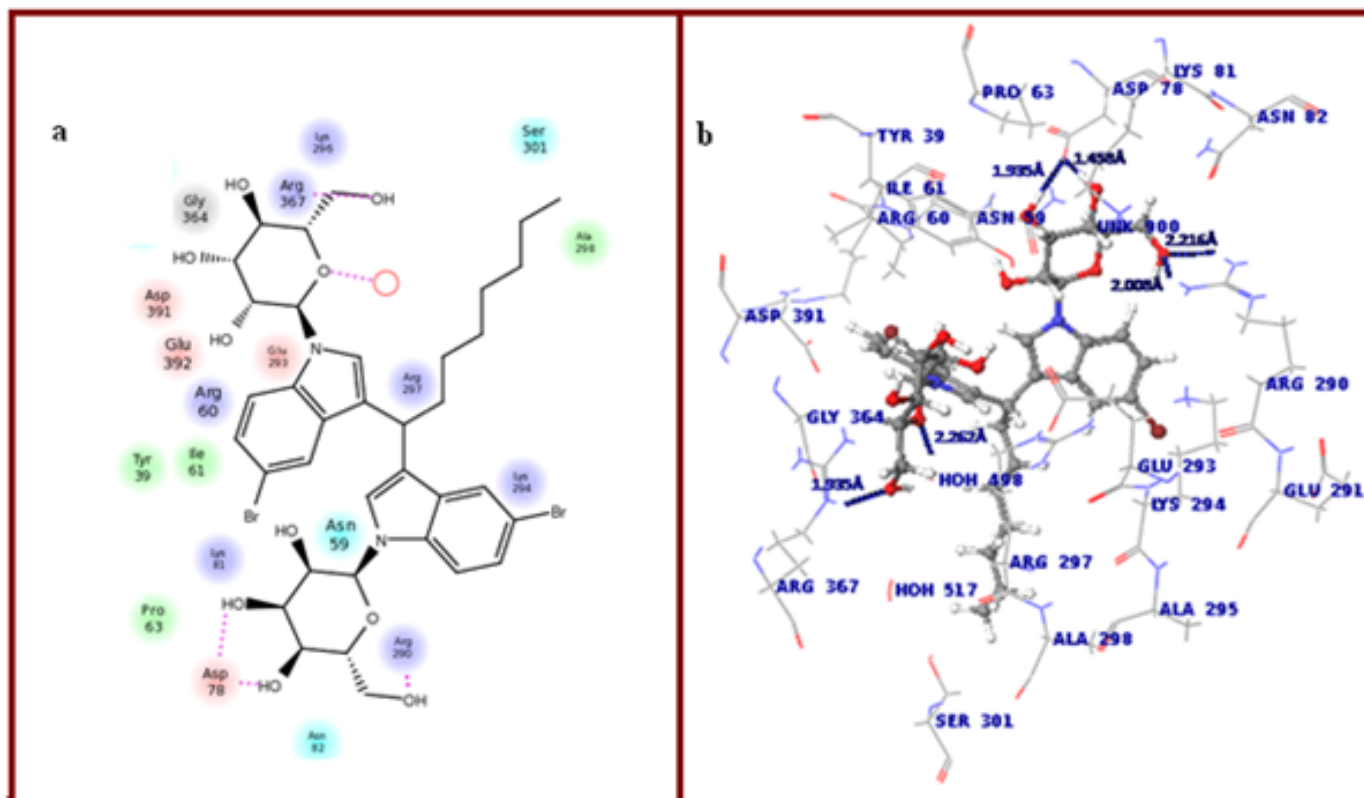 a
Lys
296
Ser
301
HO
Arg
367
OH
Gly
364
HO
Ala
298
O
HO
Asp
391
Glu
392
HO
N
Glu
293
Arg
297
Arg
60
Tyr
39
Ile
61
Lys
294
Br
Br
HO
Asn
59
N
Lys
81
HO
Pro
63
O
Arg
290
Asp
78
HO
OH
Asn
82
b
LYS 81
PRO 63
ASP 78
ASN 82
TYR 39
1.935Å
1.458Å
ILE 61
ARG 60
ASN 59
UNK 900
2.216Å
2.008Å
ASP 391
ARG 290
GLY 364
2.262Å
HOH 498
GLU 293
GLU 291
1.935Å
LYS 294
ARG 367
HOH 517
ARG 297
ALA 295
ALA 298
SER 301